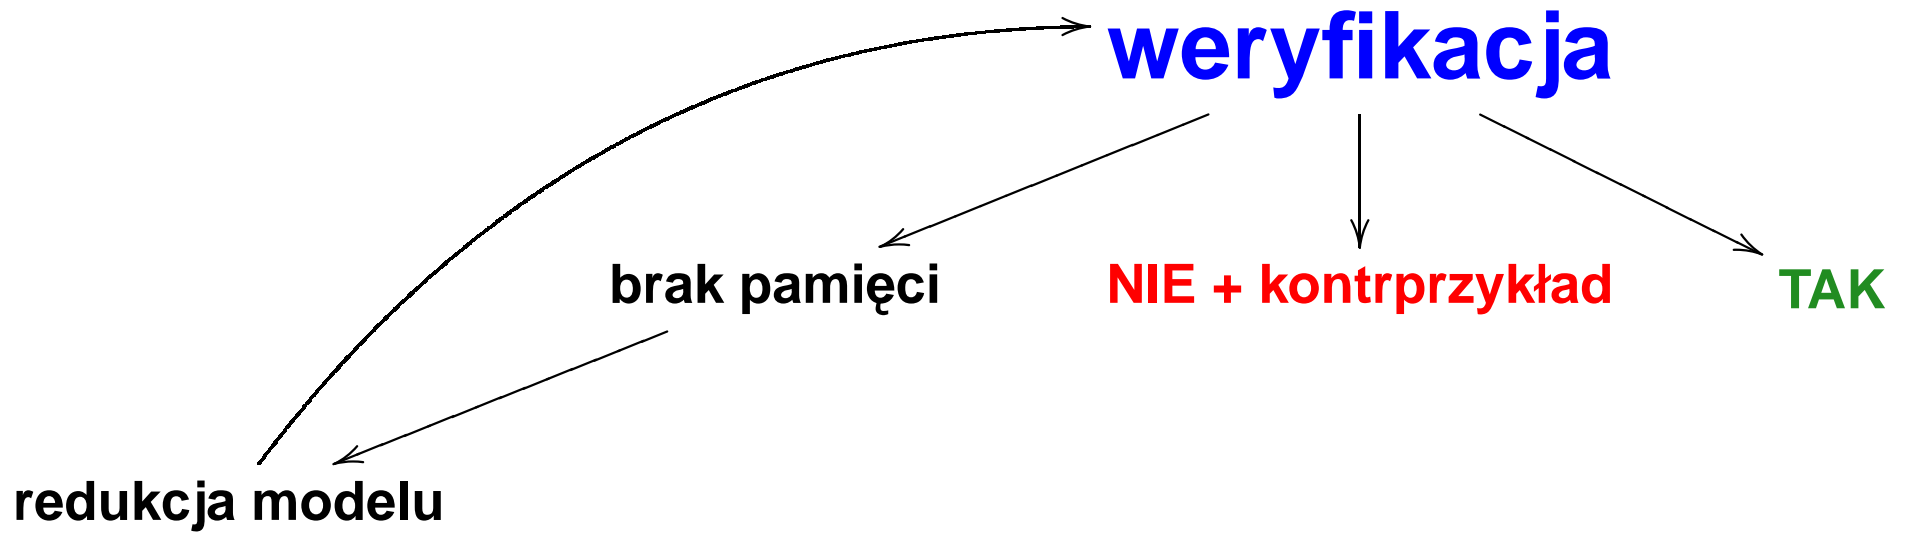 weryfikacja
brak pamięci
NIE + kontrprzykład
TAK
redukcja modelu